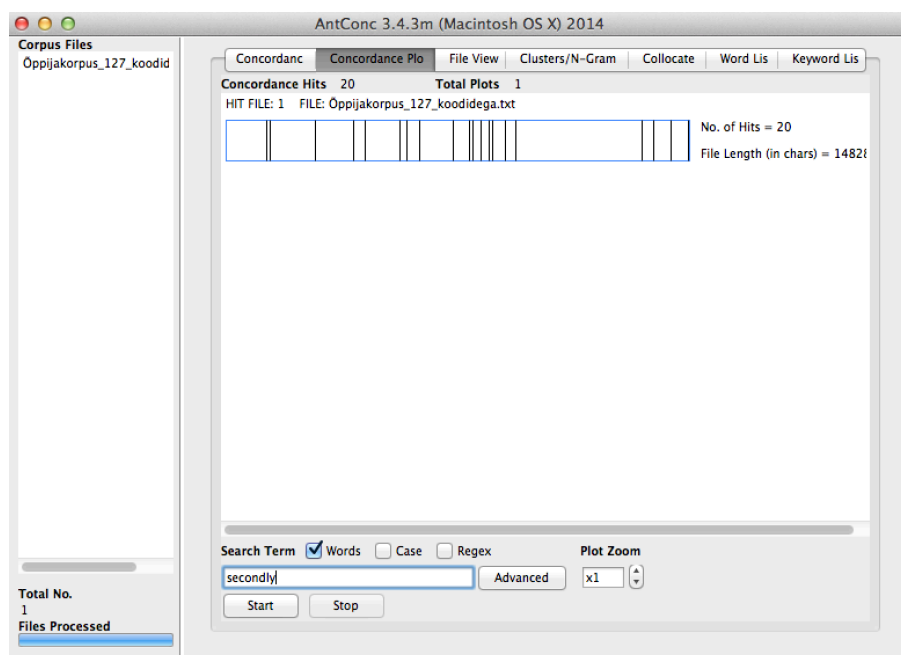 AntConc 3.4.3m (Macintosh OS X) 2014
Corpus Files
Õppijakorpus_127_koodid
Concordanc Concordance Plo File View Clusters/N-Gram Collocate Word Lis Keyword Lis
Concordance Hits 20 Total Plots 1
HIT FILE: 1 FILE: Õppijakorpus_127_koodidega.txt
No. of Hits = 20
File Length (in chars) = 14828
Search Term Words Case Regex Plot Zoom
secondly Advanced x1
Total No.
1
Start Stop
Files Processed